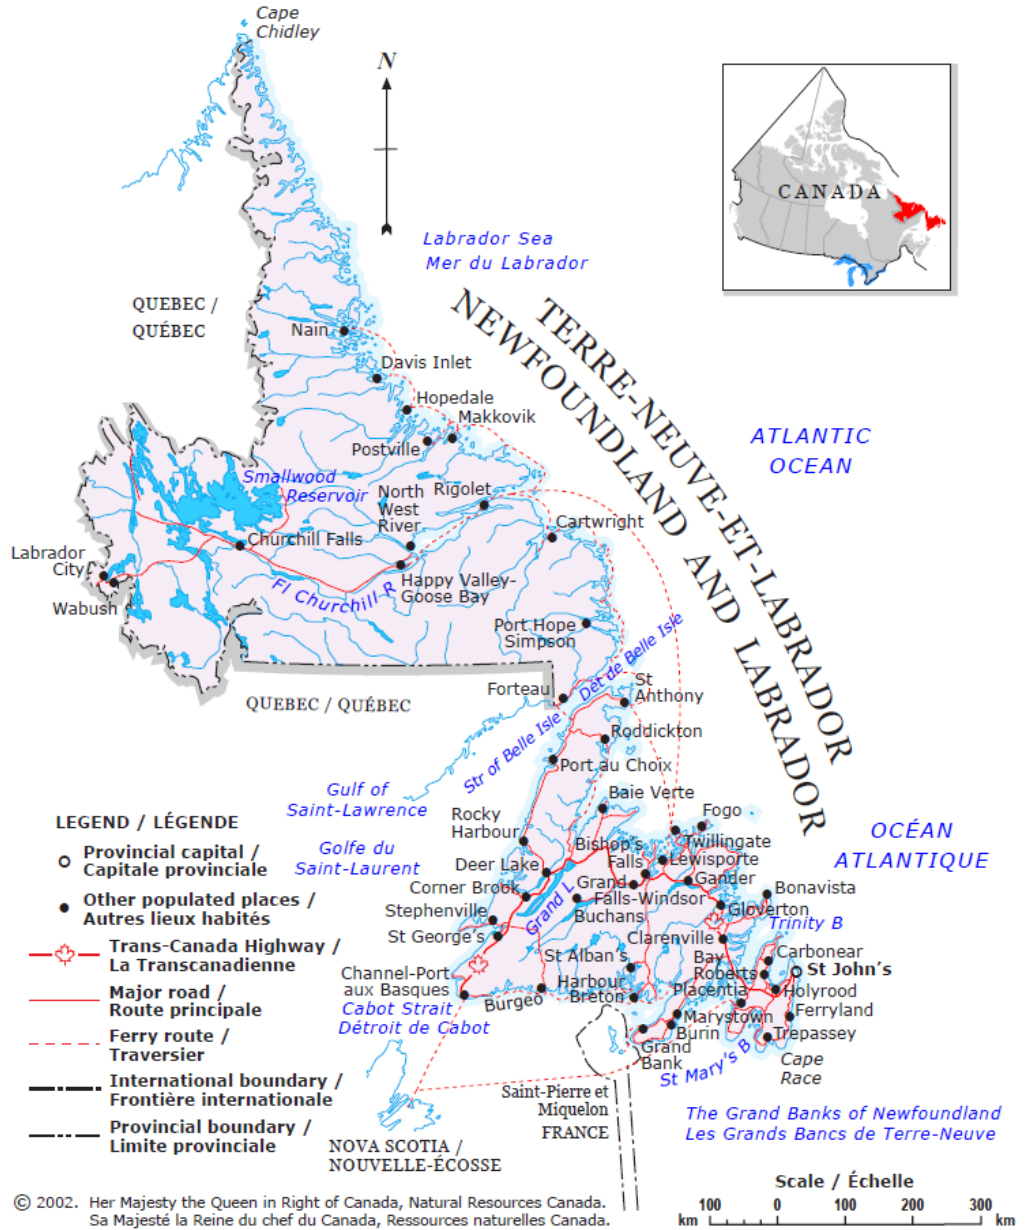 Cape
Chidley
N
CANADA
Labrador Sea
Mer du Labrador
QUEBEC /
QUÉBEC
TERRE-NEUVE-ET-LABRADOR
NEWFOUNDLAND AND LABRADOR
Nain
Davis Inlet
Hopedale
Makkovik
Postville
ATLANTIC
OCEAN
Smallwood
Reservoir
North
West
River
Rigolet
Cartwright
Churchill Falls
Labrador
City
Wabush
Fl Churchill R
Happy Valley-
Goose Bay
Port Hope
Simpson
Dét de Belle Isle
Str of Belle Isle
Forteau
St
Anthony
QUEBEC / QUÉBEC
Roddickton
Port au Choix
Gulf of
Saint-Lawrence
Golfe du
Saint-Laurent
Baie Verte
Fogo
Twillingate
Rocky
Harbour
Bishop's
Falls
Lewisporte
OCÉAN
ATLANTIQUE
Deer Lake
Grand
Falls-Windsor
Gander
Corner Brook
Grand L
Buchans
Bonavista
Gloverton
Stephenville
St George's
Trinity B
Clarenville
St Alban's
Bay
Roberts
Carbonear
St John's
Channel-Port
aux Basques
Harbour
Breton
Placentia
Holyrood
Burgeo
Cabot Strait
Détroit de Cabot
Marystown
Ferryland
Burin
Trepassey
Grand
Bank
St Mary's B
Cape
Race
Saint-Pierre et
Miquelon
FRANCE
The Grand Banks of Newfoundland
Les Grands Bancs de Terre-Neuve
NOVA SCOTIA /
NOUVELLE-ÉCOSSE
LEGEND / LÉGENDE
Provincial capital /
Capitale provinciale
Other populated places /
Autres lieux habités
Trans-Canada Highway /
La Transcanadienne
Major road /
Route principale
Ferry route /
Traversier
International boundary /
Frontière internationale
Provincial boundary /
Limite provinciale
Scale / Échelle
km 100 0 100 200 300 km
© 2002. Her Majesty the Queen in Right of Canada, Natural Resources Canada.
Sa Majesté la Reine du chef du Canada, Ressources naturelles Canada.